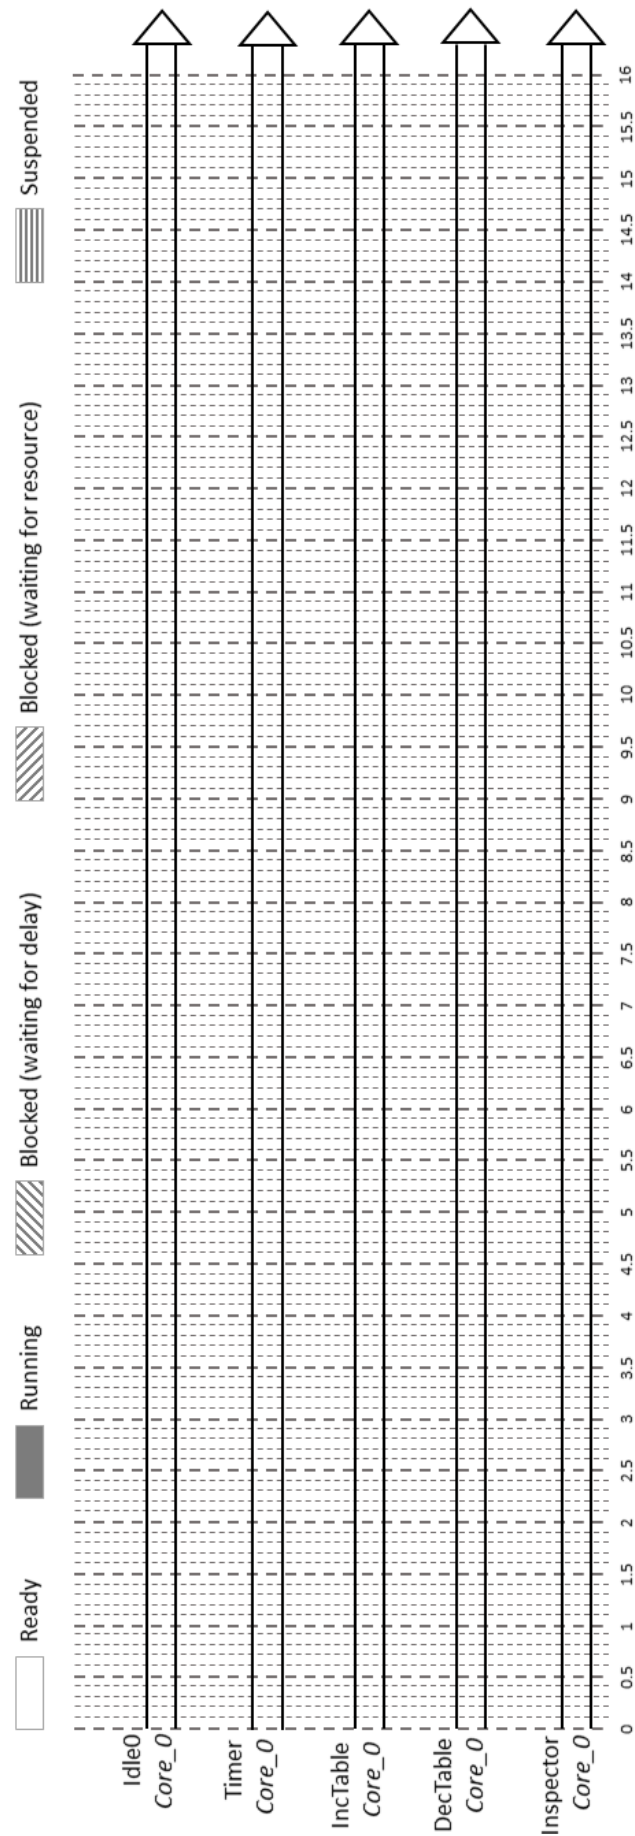 Ready
Running
Blocked (waiting for delay)
Blocked (waiting for resource)
Suspended
Idle0
Core_0
Timer
Core_0
IncTable
Core_0
DecTable
Core_0
Inspector
Core_0
0 0.5 1 1.5 2 2.5 3 3.5 4 4.5 5 5.5 6 6.5 7 7.5 8 8.5 9 9.5 10 10.5 11 11.5 12 12.5 13 13.5 14 14.5 15 15.5 16